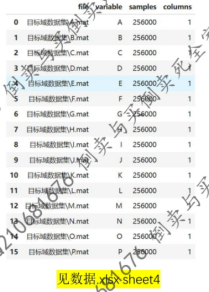 file variable samples columns
0 目标域数据集\A.mat A 256000 1
1 目标域数据集\B.mat B 256000 1
2 目标域数据集\C.mat C 256000 1
3 目标域数据集\D.mat D 256000 1
4 目标域数据集\E.mat E 256000 1
5 目标域数据集\F.mat F 256000 1
6 目标域数据集\G.mat G 256000 1
7 目标域数据集\H.mat H 256000 1
8 目标域数据集\I.mat I 256000 1
9 目标域数据集\J.mat J 256000 1
10 目标域数据集\K.mat K 256000 1
11 目标域数据集\L.mat L 256000 1
12 目标域数据集\M.mat M 256000 1
13 目标域数据集\N.mat N 256000 1
14 目标域数据集\O.mat O 256000 1
15 目标域数据集\P.mat P 256000 1
见数据.xlsx sheet4